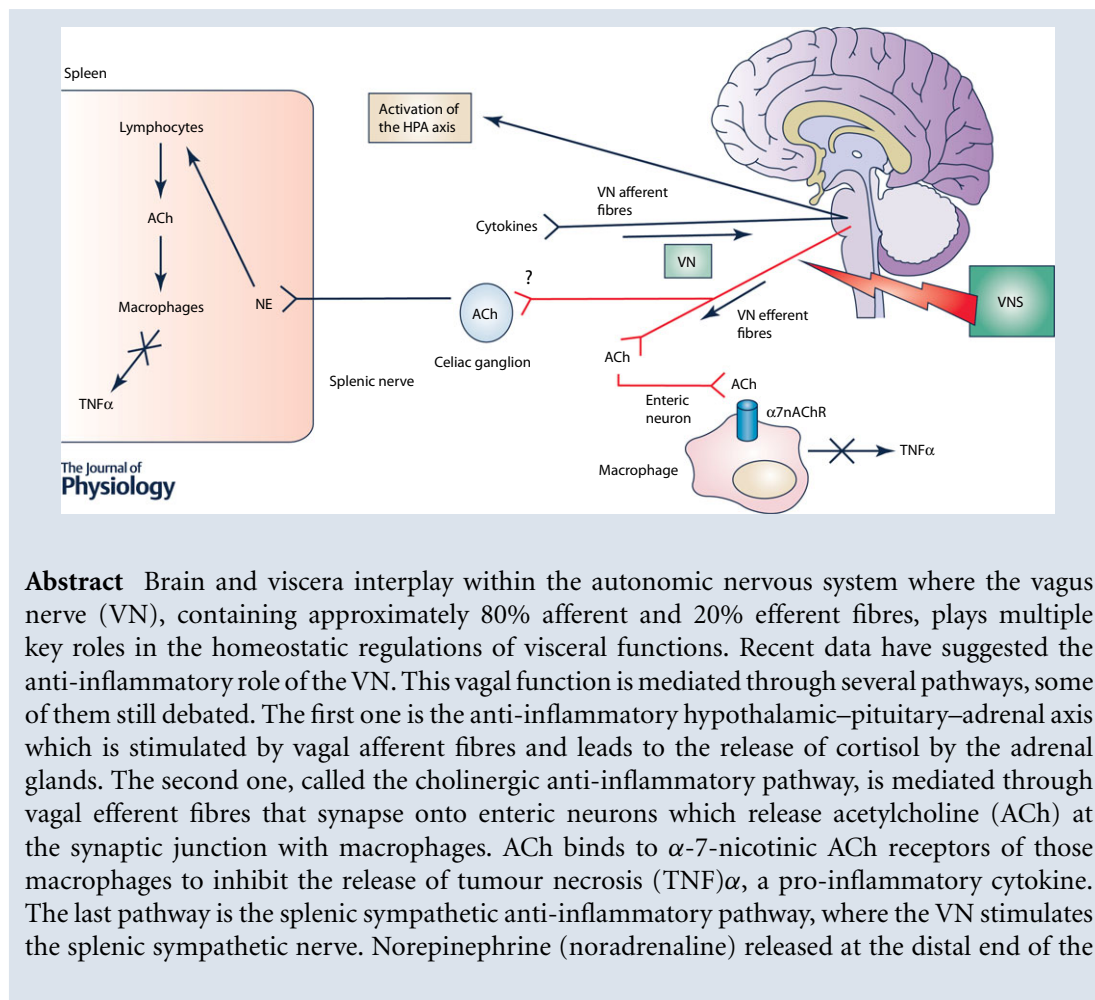 Spleen
Lymphocytes
ACh
Macrophages
TNFα
NE
Splenic nerve
Activation of
the HPA axis
VN afferent
fibres
Cytokines
VN
?
ACh
Celiac ganglion
VN efferent
fibres
VNS
ACh
ACh
Enteric
neuron
α7nAChR
Macrophage
TNFα
The Journal of
Physiology
Abstract Brain and viscera interplay within the autonomic nervous system where the vagus
nerve (VN), containing approximately 80% afferent and 20% efferent fibres, plays multiple
key roles in the homeostatic regulations of visceral functions. Recent data have suggested the
anti-inflammatory role of the VN. This vagal function is mediated through several pathways, some
of them still debated. The first one is the anti-inflammatory hypothalamic–pituitary–adrenal axis
which is stimulated by vagal afferent fibres and leads to the release of cortisol by the adrenal
glands. The second one, called the cholinergic anti-inflammatory pathway, is mediated through
vagal efferent fibres that synapse onto enteric neurons which release acetylcholine (ACh) at
the synaptic junction with macrophages. ACh binds to α-7-nicotinic ACh receptors of those
macrophages to inhibit the release of tumour necrosis (TNF)α, a pro-inflammatory cytokine.
The last pathway is the splenic sympathetic anti-inflammatory pathway, where the VN stimulates
the splenic sympathetic nerve. Norepinephrine (noradrenaline) released at the distal end of the